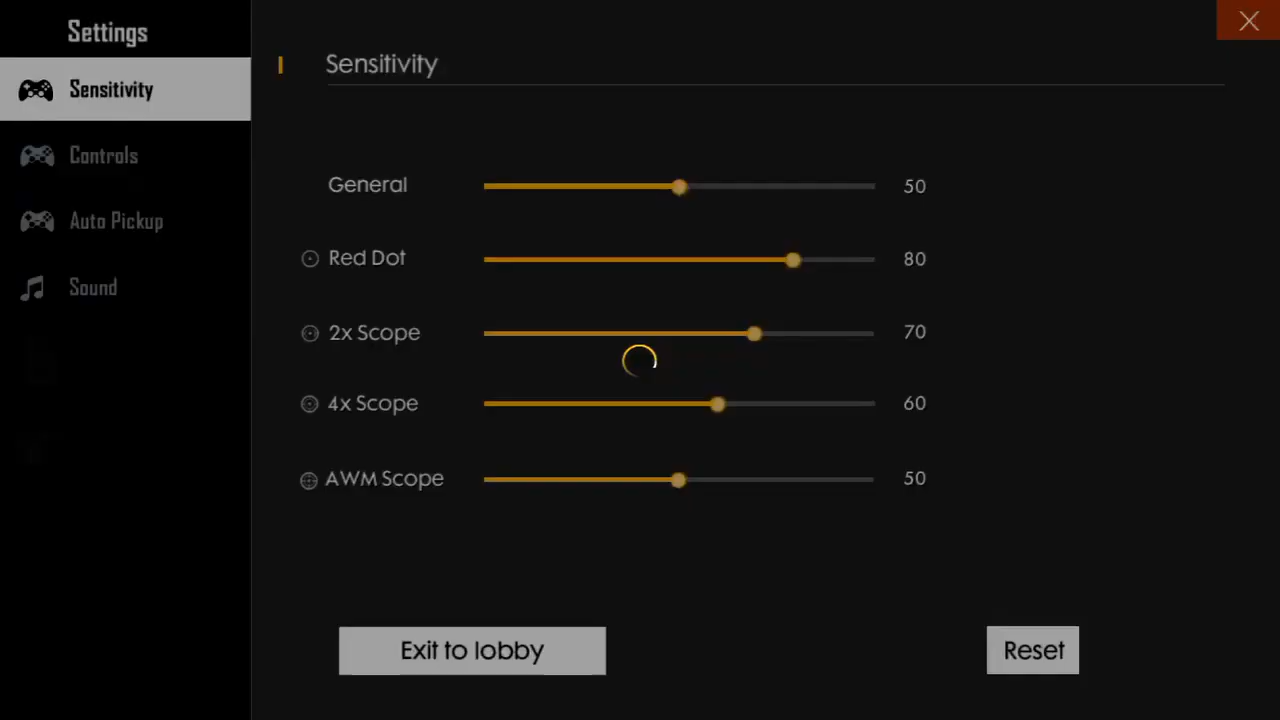 Settings
Sensitivity
Controls
Auto Pickup
Sound
Sensitivity
General 50
Red Dot 80
2x Scope 70
4x Scope 60
AWM Scope 50
Exit to lobby
Reset